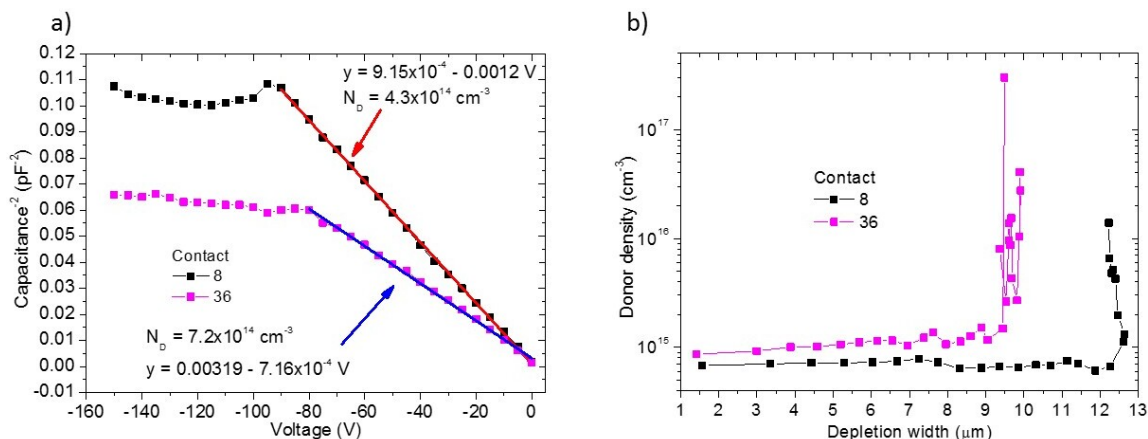 a)
0.12
0.11
0.10
0.09
0.08
0.07
0.06
0.05
0.04
0.03
0.02
0.01
0.00
-0.01
Capacitance⁻² (pF⁻²)
y = 9.15x10⁻⁴ - 0.0012 V
N_D = 4.3x10¹⁴ cm⁻³
Contact
8
36
N_D = 7.2x10¹⁴ cm⁻³
y = 0.00319 - 7.16x10⁻⁴ V
-160 -140 -120 -100 -80 -60 -40 -20 0
Voltage (V)
b)
10¹⁷
10¹⁶
10¹⁵
Donor density (cm⁻³)
Contact
8
36
1 2 3 4 5 6 7 8 9 10 11 12 13
Depletion width (μm)